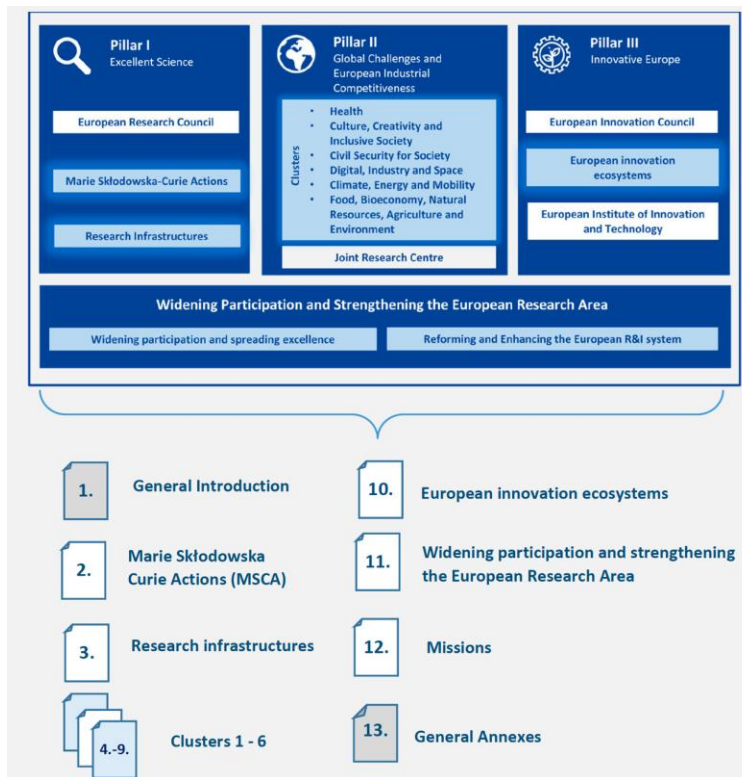 Pillar I
Excellent Science
European Research Council
Marie Skłodowska-Curie Actions
Research Infrastructures
Pillar II
Global Challenges and
European Industrial
Competitiveness
Clusters
• Health
• Culture, Creativity and
Inclusive Society
• Civil Security for Society
• Digital, Industry and Space
• Climate, Energy and Mobility
• Food, Bioeconomy, Natural
Resources, Agriculture and
Environment
Joint Research Centre
Pillar III
Innovative Europe
European Innovation Council
European innovation
ecosystems
European Institute of Innovation
and Technology
Widening Participation and Strengthening the European Research Area
Widening participation and spreading excellence
Reforming and Enhancing the European R&I system
1. General Introduction
2. Marie Skłodowska
Curie Actions (MSCA)
3. Research infrastructures
4.-9. Clusters 1 - 6
10. European innovation ecosystems
11. Widening participation and strengthening
the European Research Area
12. Missions
13. General Annexes